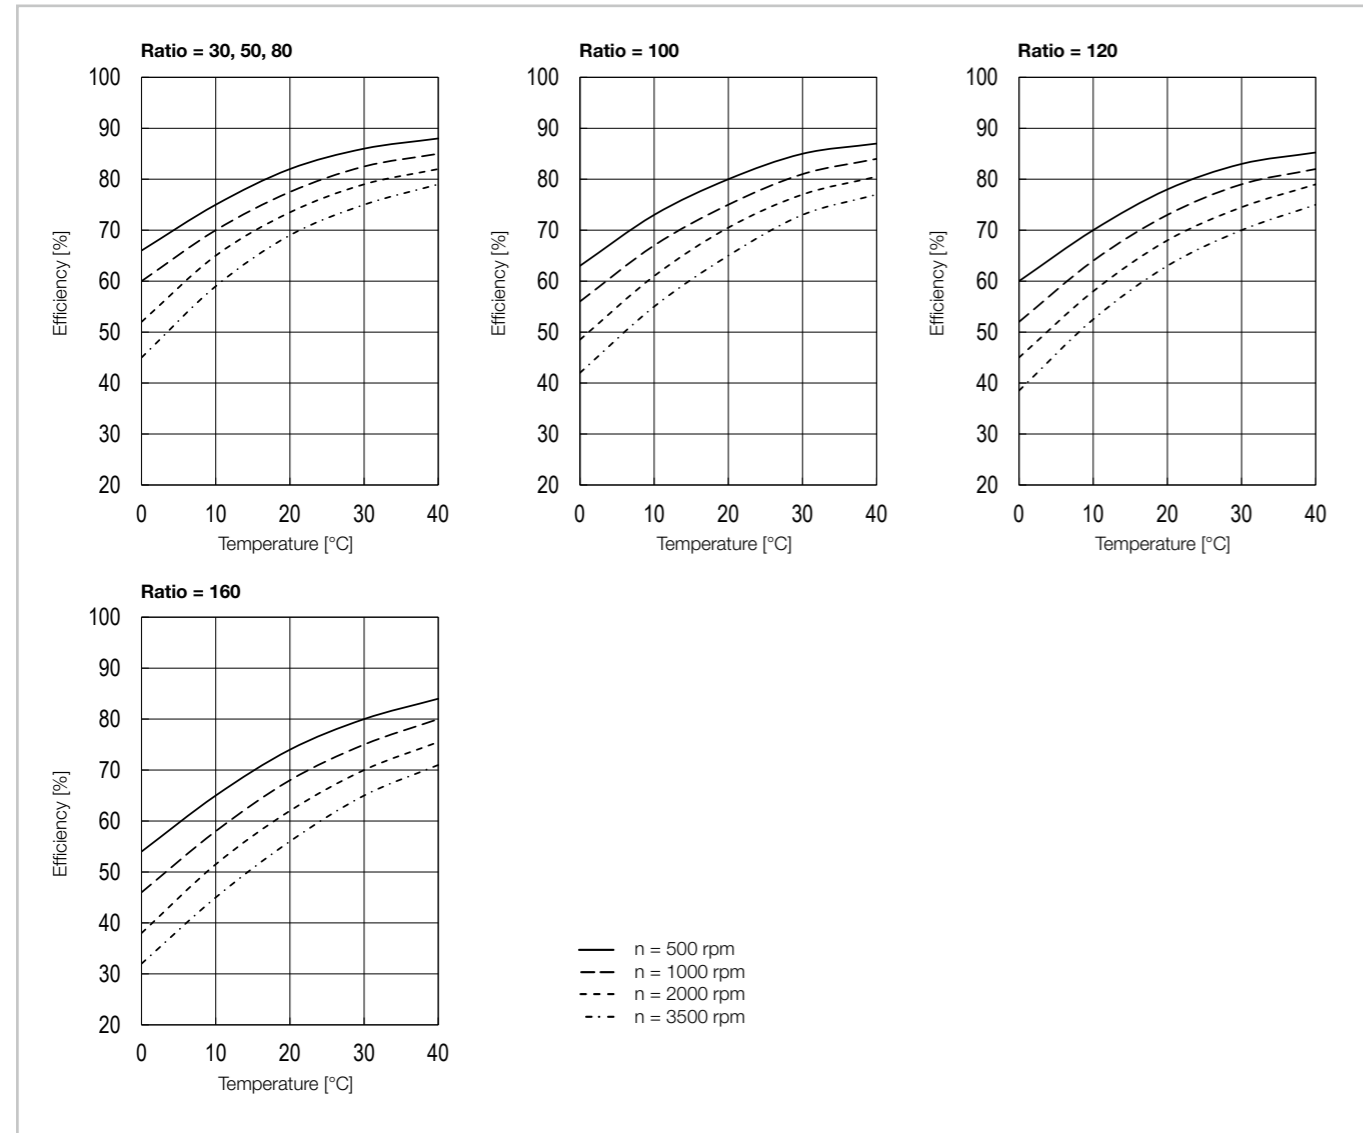 Ratio = 30, 50, 80
100
90
80
70
60
50
40
30
20
Efficiency [%]
0 10 20 30 40
Temperature [°C]
Ratio = 100
100
90
80
70
60
50
40
30
20
Efficiency [%]
0 10 20 30 40
Temperature [°C]
Ratio = 120
100
90
80
70
60
50
40
30
20
Efficiency [%]
0 10 20 30 40
Temperature [°C]
Ratio = 160
100
90
80
70
60
50
40
30
20
Efficiency [%]
0 10 20 30 40
Temperature [°C]
n = 500 rpm
n = 1000 rpm
n = 2000 rpm
n = 3500 rpm